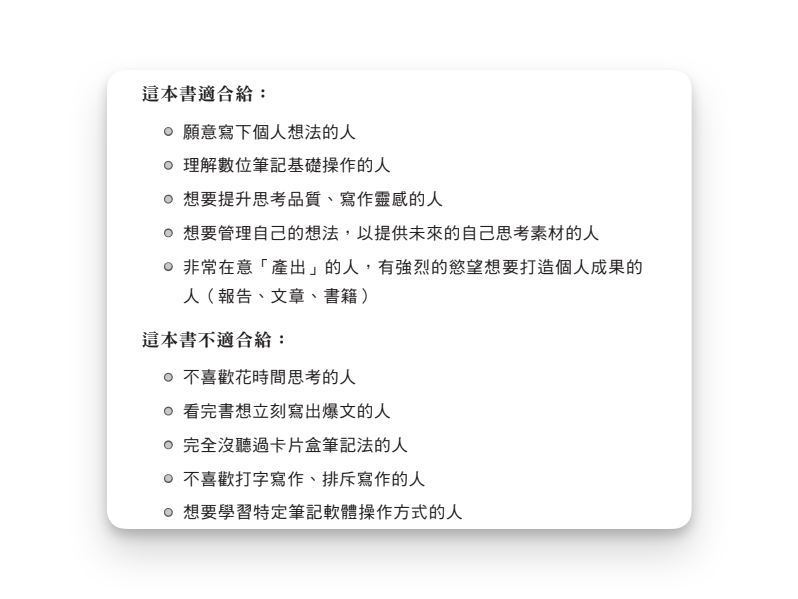 這本書適合給：
願意寫下個人想法的人
理解數位筆記基礎操作的人
想要提升思考品質、寫作靈感的人
想要管理自己的想法，以提供未來的自己思考素材的人
非常在意「產出」的人，有強烈的慾望想要打造個人成果的
人（報告、文章、書籍）
這本書不適合給：
不喜歡花時間思考的人
看完書想立刻寫出爆文的人
完全沒聽過卡片盒筆記法的人
不喜歡打字寫作、排斥寫作的人
想要學習特定筆記軟體操作方式的人